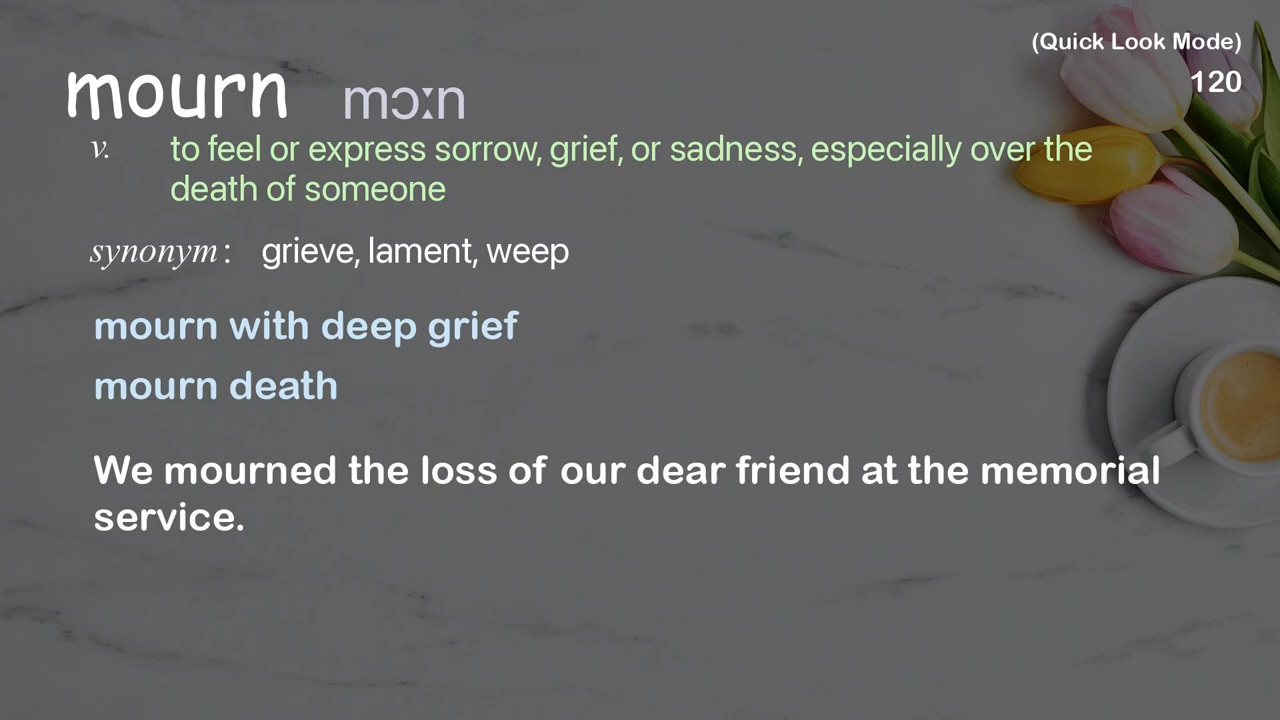 (Quick Look Mode)
120
mourn mɔːn
v. to feel or express sorrow, grief, or sadness, especially over the
death of someone
synonym: grieve, lament, weep
mourn with deep grief
mourn death
We mourned the loss of our dear friend at the memorial
service.